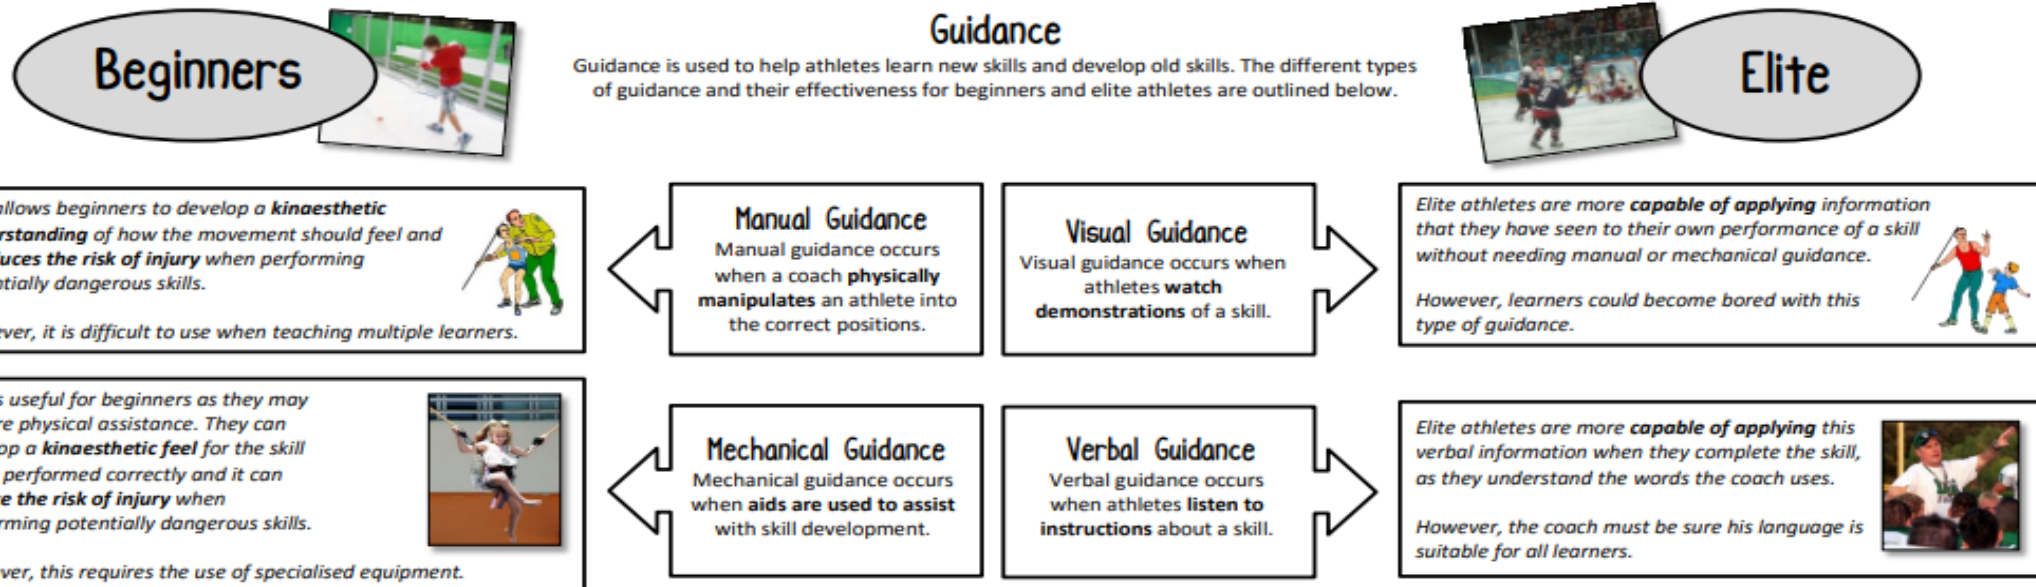 Beginners
Guidance
Guidance is used to help athletes learn new skills and develop old skills. The different types
of guidance and their effectiveness for beginners and elite athletes are outlined below.
Elite
beginners to develop a kinaesthetic
of how the movement should feel and
the risk of injury when performing
dangerous skills.
it is difficult to use when teaching multiple learners.
Manual Guidance
Manual guidance occurs
when a coach physically
manipulates an athlete into
the correct positions.
Visual Guidance
Visual guidance occurs when
athletes watch
demonstrations of a skill.
Elite athletes are more capable of applying information
that they have seen to their own performance of a skill
without needing manual or mechanical guidance.
However, learners could become bored with this
type of guidance.
useful for beginners as they may
physical assistance. They can
a kinaesthetic feel for the skill
performed correctly and it can
the risk of injury when
potentially dangerous skills.
this requires the use of specialised equipment.
Mechanical Guidance
Mechanical guidance occurs
when aids are used to assist
with skill development.
Verbal Guidance
Verbal guidance occurs
when athletes listen to
instructions about a skill.
Elite athletes are more capable of applying this
verbal information when they complete the skill,
as they understand the words the coach uses.
However, the coach must be sure his language is
suitable for all learners.